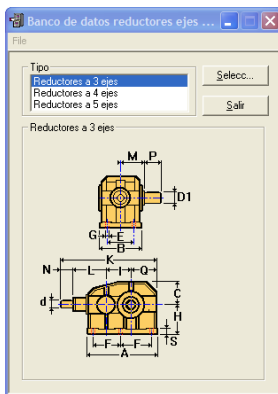 Banco de datos reductores ejes ...
File
Tipo
Reductores a 3 ejes
Reductores a 4 ejes
Reductores a 5 ejes
Selecc...
Salir
Reductores a 3 ejes
M P
D1
G E
B
K
N L I Q
d
C
H
S
F F
A